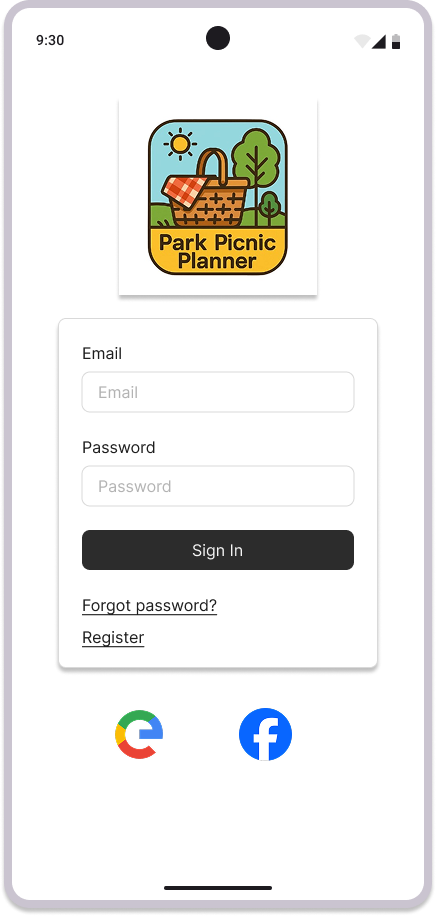 9:30
Park Picnic
Planner
Email
Email
Password
Password
Sign In
Forgot password?
Register